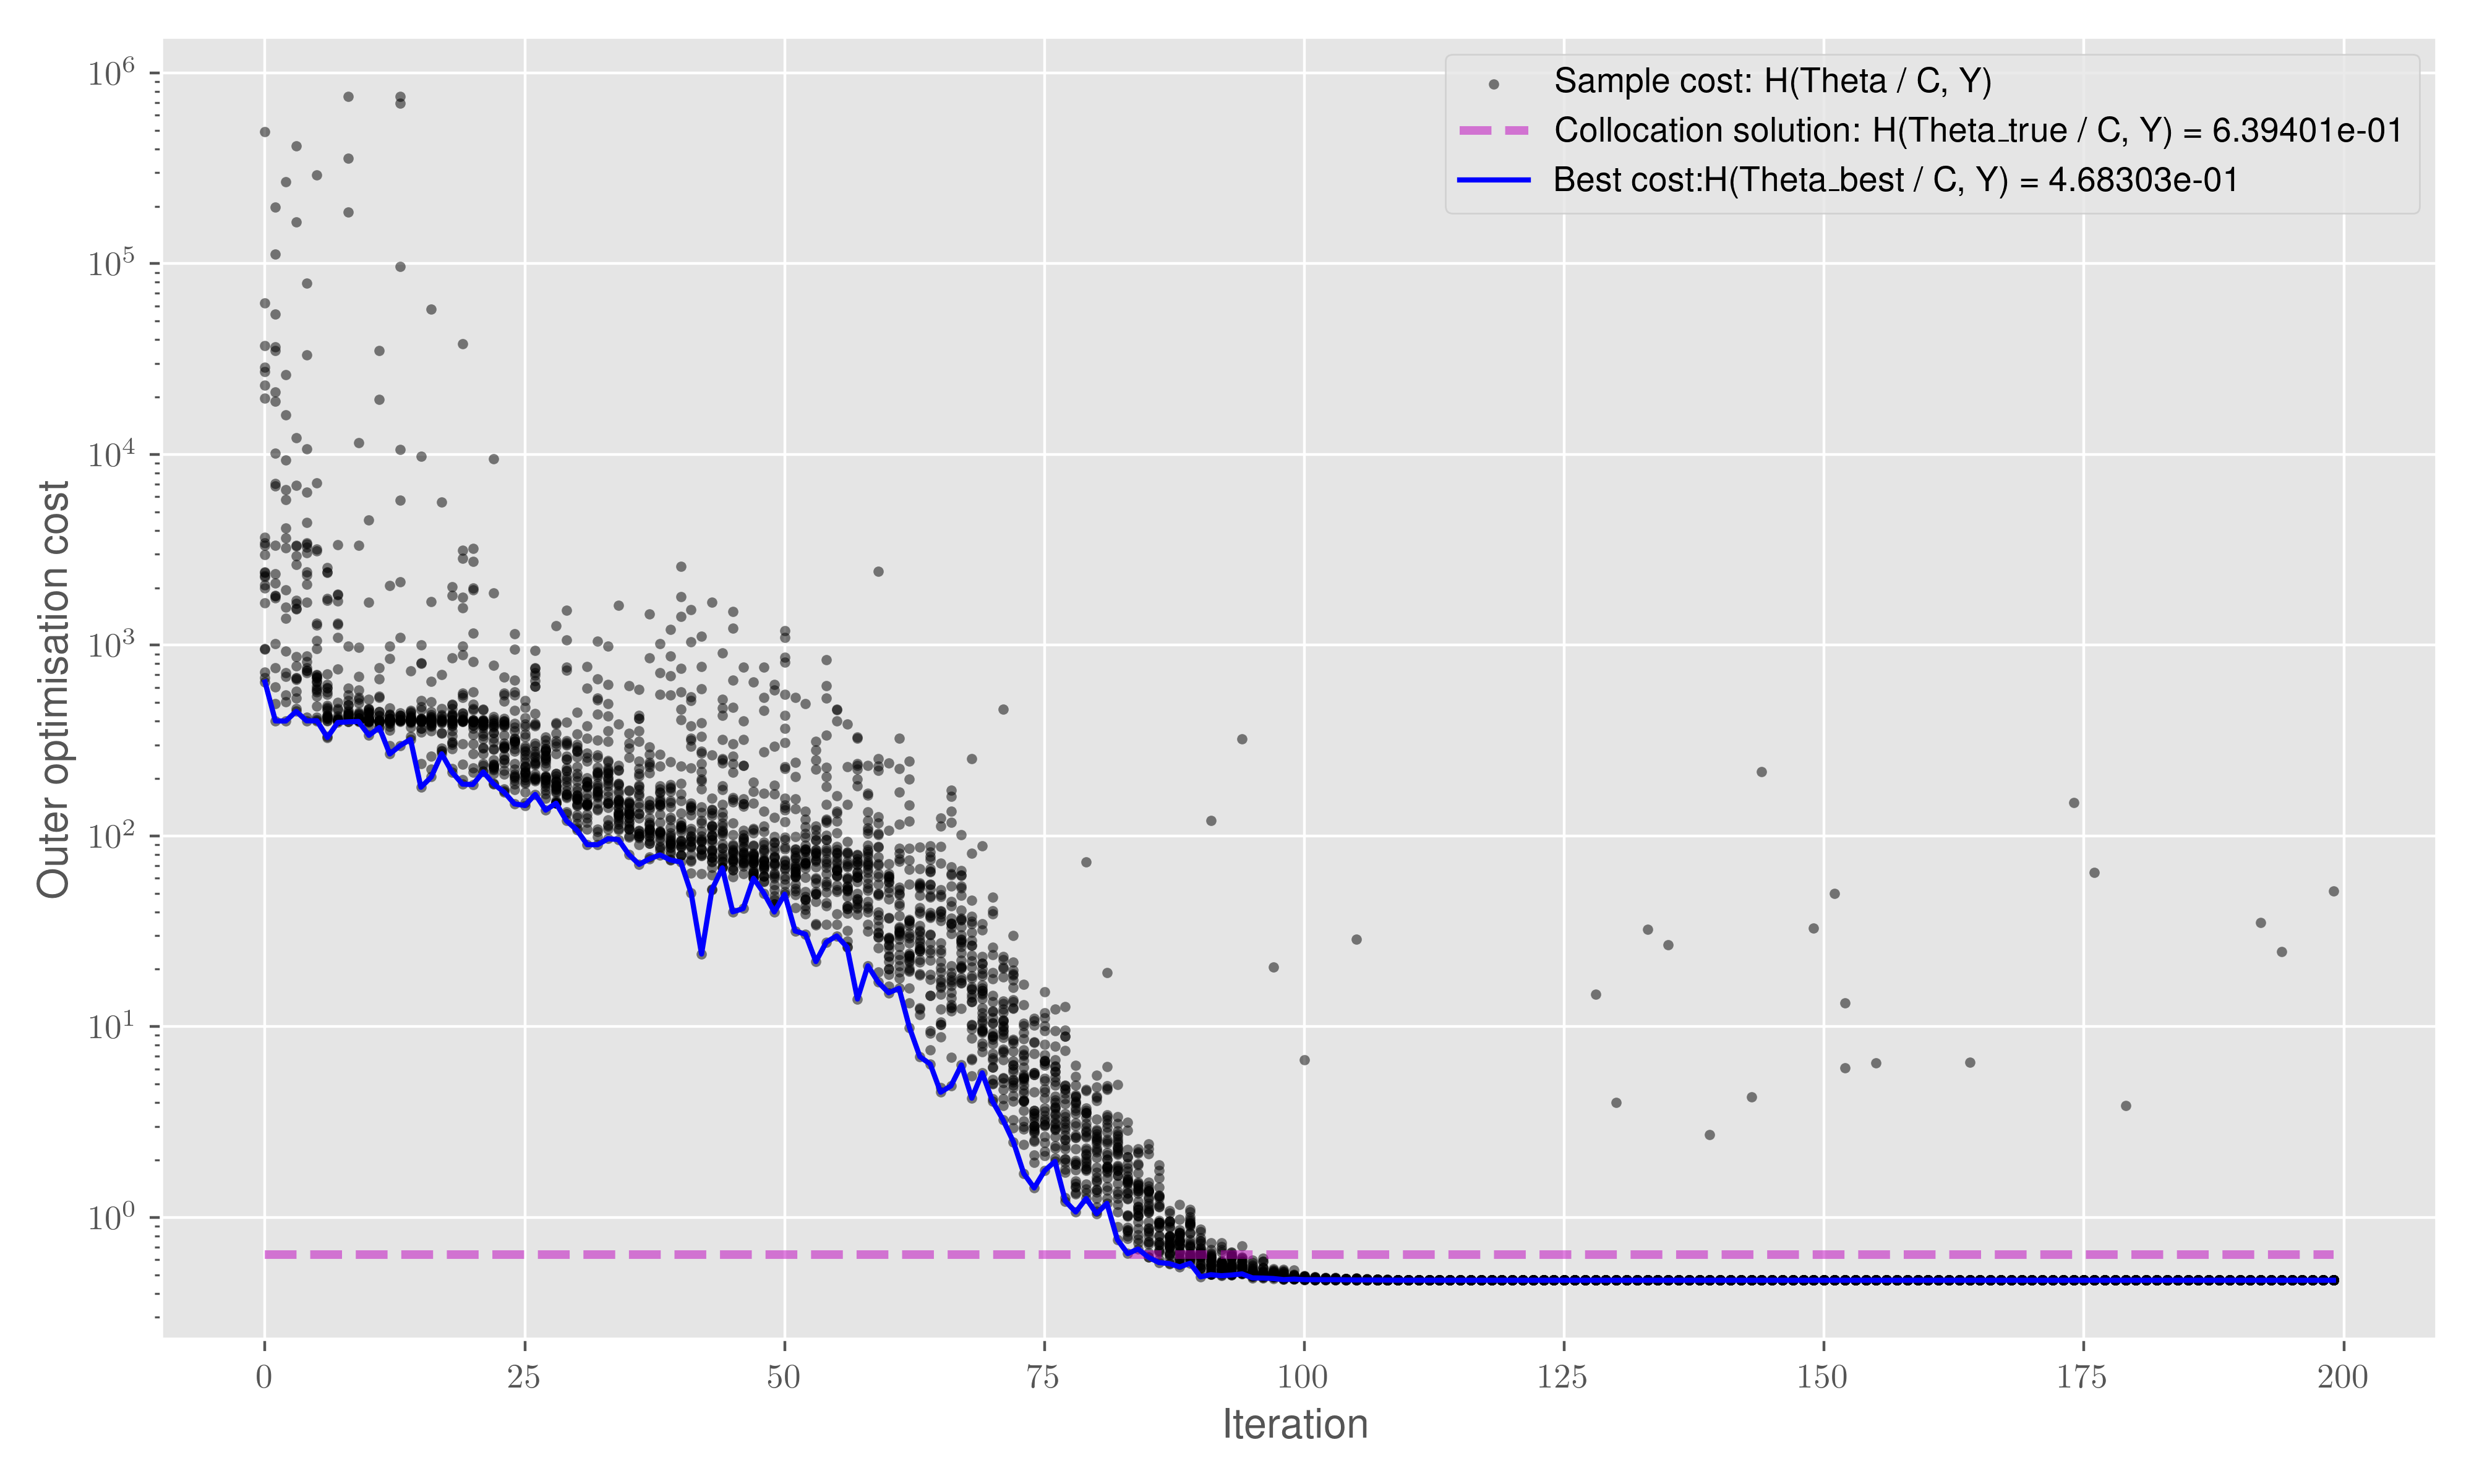 Sample cost: H(Theta / C, Y)
Collocation solution: H(Theta_true / C, Y) = 6.39401e-01
Best cost:H(Theta_best / C, Y) = 4.68303e-01
10^6
10^5
10^4
10^3
10^2
10^1
10^0
Outer optimisation cost
0 25 50 75 100 125 150 175 200
Iteration